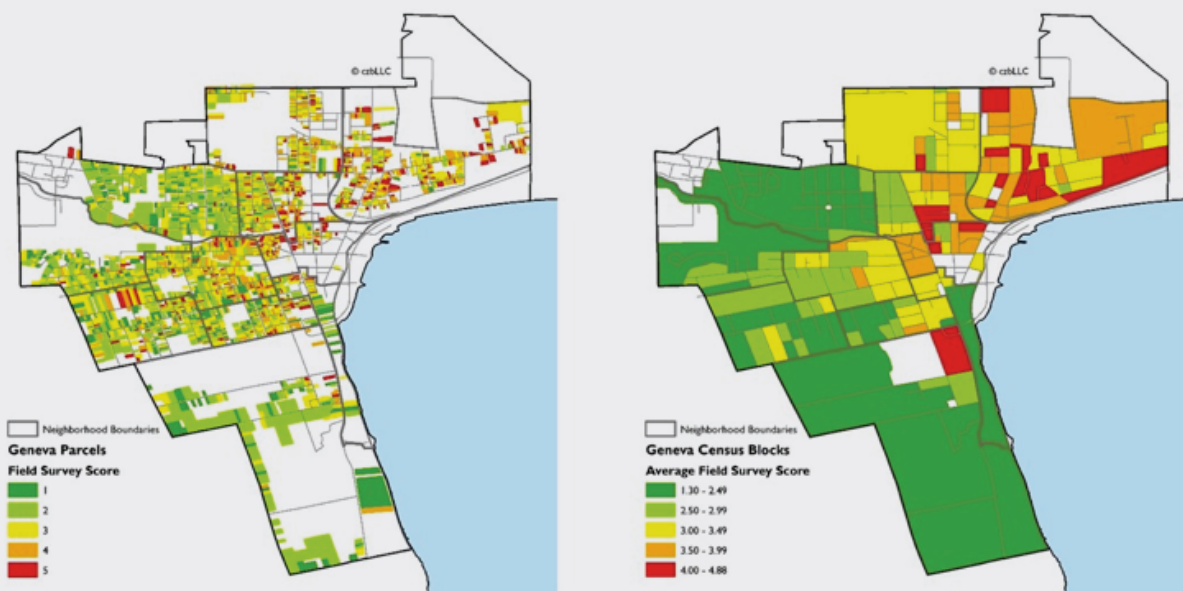 © czbLLC
Neighborhood Boundaries
Geneva Parcels
Field Survey Score
1
2
3
4
5
© czbLLC
Neighborhood Boundaries
Geneva Census Blocks
Average Field Survey Score
1.30 - 2.49
2.50 - 2.99
3.00 - 3.49
3.50 - 3.99
4.00 - 4.88